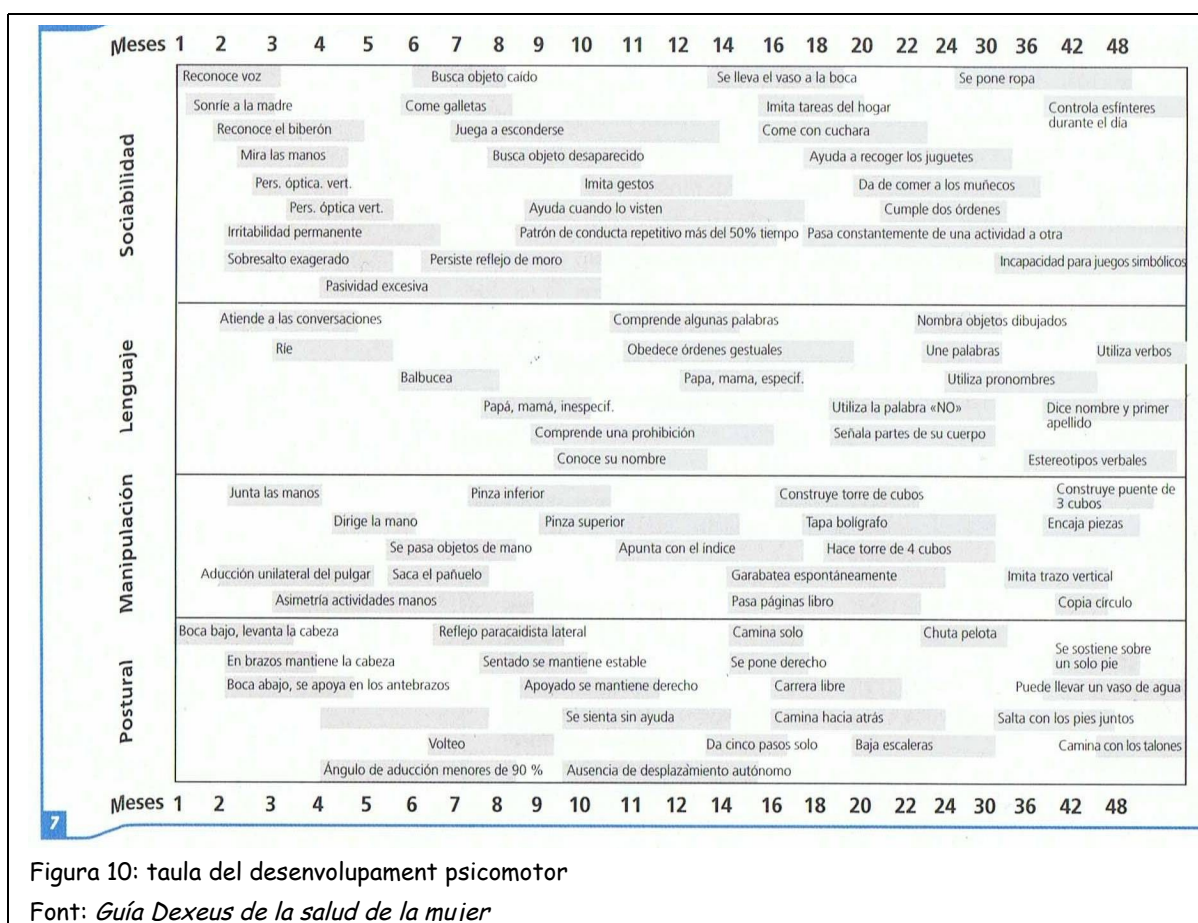 Meses 1 2 3 4 5 6 7 8 9 10 11 12 14 16 18 20 22 24 30 36 42 48
Sociabilidad
Reconoce voz Busca objeto caído Se lleva el vaso a la boca Se pone ropa
Sonríe a la madre Come galletas Imita tareas del hogar Controla esfínteres
durante el dia
Reconoce el biberón Juega a esconderse Come con cuchara
Mira las manos Busca objeto desaparecido Ayuda a recoger los juguetes
Pers. óptica. vert. Imita gestos Da de comer a los muñecos
Pers. óptica vert. Ayuda cuando lo visten Cumple dos órdenes
Irritabilidad permanente Patrón de conducta repetitivo más del 50% tiempo Pasa constantemente de una actividad a otra
Sobresalto exagerado Persiste reflejo de moro Incapacidad para juegos simbólicos
Pasividad excesiva
Lenguaje
Atiende a las conversaciones Comprende algunas palabras Nombra objetos dibujados
Ríe Obedece órdenes gestuales Une palabras Utiliza verbos
Balbucea Papa, mama, especif. Utiliza pronombres
Papá, mamá, inespecif. Utiliza la palabra «NO» Dice nombre y primer
apellido
Comprende una prohibición Señala partes de su cuerpo
Conoce su nombre Estereotipos verbales
Manipulación
Junta las manos Pinza inferior Construye torre de cubos Construye puente de
3 cubos
Dirige la mano Pinza superior Tapa bolígrafo Encaja piezas
Se pasa objetos de mano Apunta con el índice Hace torre de 4 cubos
Aducción unilateral del pulgar Saca el pañuelo Garabatea espontáneamente Imita trazo vertical
Asimetría actividades manos Pasa páginas libro Copia círculo
Postural
Boca bajo, levanta la cabeza Reflejo paracaidista lateral Camina solo Chuta pelota
Se sostiene sobre
un solo pie
En brazos mantiene la cabeza Sentado se mantiene estable Se pone derecho
Boca abajo, se apoya en los antebrazos Apoyado se mantiene derecho Carrera libre Puede llevar un vaso de agua
Se sienta sin ayuda Camina hacia atrás Salta con los pies juntos
Volteo Da cinco pasos solo Baja escaleras Camina con los talones
Ángulo de aducción menores de 90 % Ausencia de desplazamiento autónomo
Meses 1 2 3 4 5 6 7 8 9 10 11 12 14 16 18 20 22 24 30 36 42 48
7
Figura 10: taula del desenvolupament psicomotor
Font: Guía Dexeus de la salud de la mujer